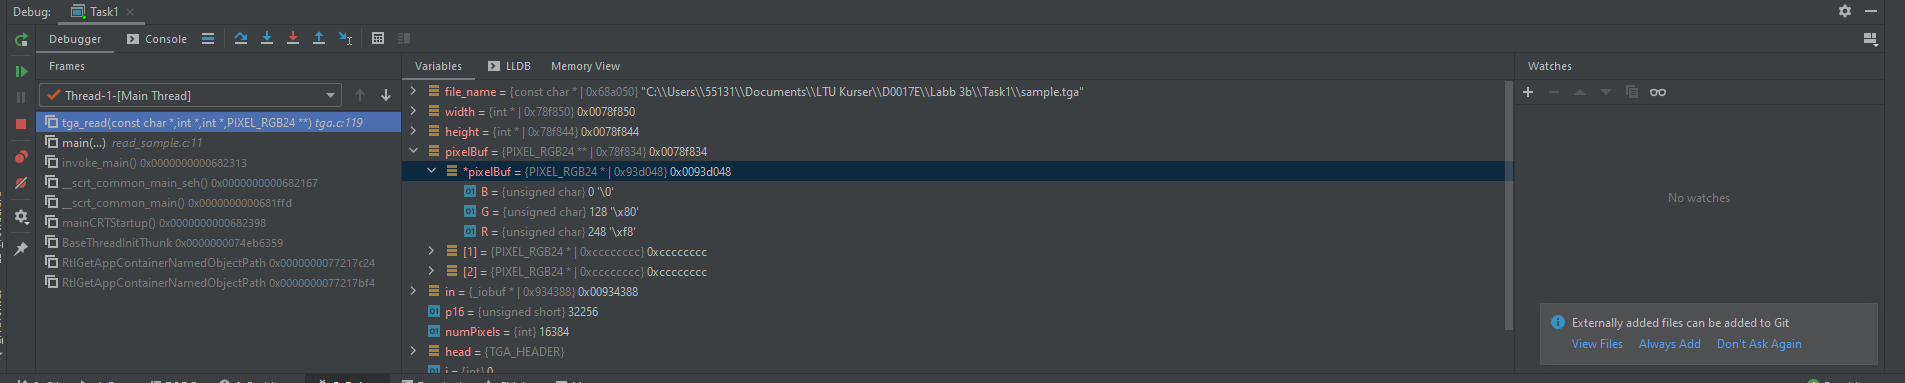 Debug: Task1
Debugger Console
Frames
Thread-1-[Main Thread]
tga_read(const char *,int *,int *,PIXEL_RGB24 **) tga.c:119
main(...) read_sample.c:11
invoke_main() 0x0000000000682313
__scrt_common_main_seh() 0x0000000000682167
__scrt_common_main() 0x0000000000681ffd
mainCRTStartup() 0x0000000000682398
BaseThreadInitThunk 0x0000000074eb6359
RtlGetAppContainerNamedObjectPath 0x0000000077217c24
RtlGetAppContainerNamedObjectPath 0x0000000077217bf4
Variables LLDB Memory View
file_name = {const char * | 0x68a050} "C:\\Users\\55131\\Documents\\LTU Kurser\\D0017E\\Labb 3b\\Task1\\sample.tga"
width = {int * | 0x78f850} 0x0078f850
height = {int * | 0x78f844} 0x0078f844
pixelBuf = {PIXEL_RGB24 ** | 0x78f834} 0x0078f834
*pixelBuf = {PIXEL_RGB24 * | 0x93d048} 0x0093d048
B = {unsigned char} 0 '\0'
G = {unsigned char} 128 '\x80'
R = {unsigned char} 248 '\xf8'
[1] = {PIXEL_RGB24 * | 0xcccccccc} 0xcccccccc
[2] = {PIXEL_RGB24 * | 0xcccccccc} 0xcccccccc
in = {_iobuf * | 0x934388} 0x00934388
p16 = {unsigned short} 32256
numPixels = {int} 16384
head = {TGA_HEADER}
i = {int} 0
Watches
No watches
Externally added files can be added to Git
View Files Always Add Don't Ask Again